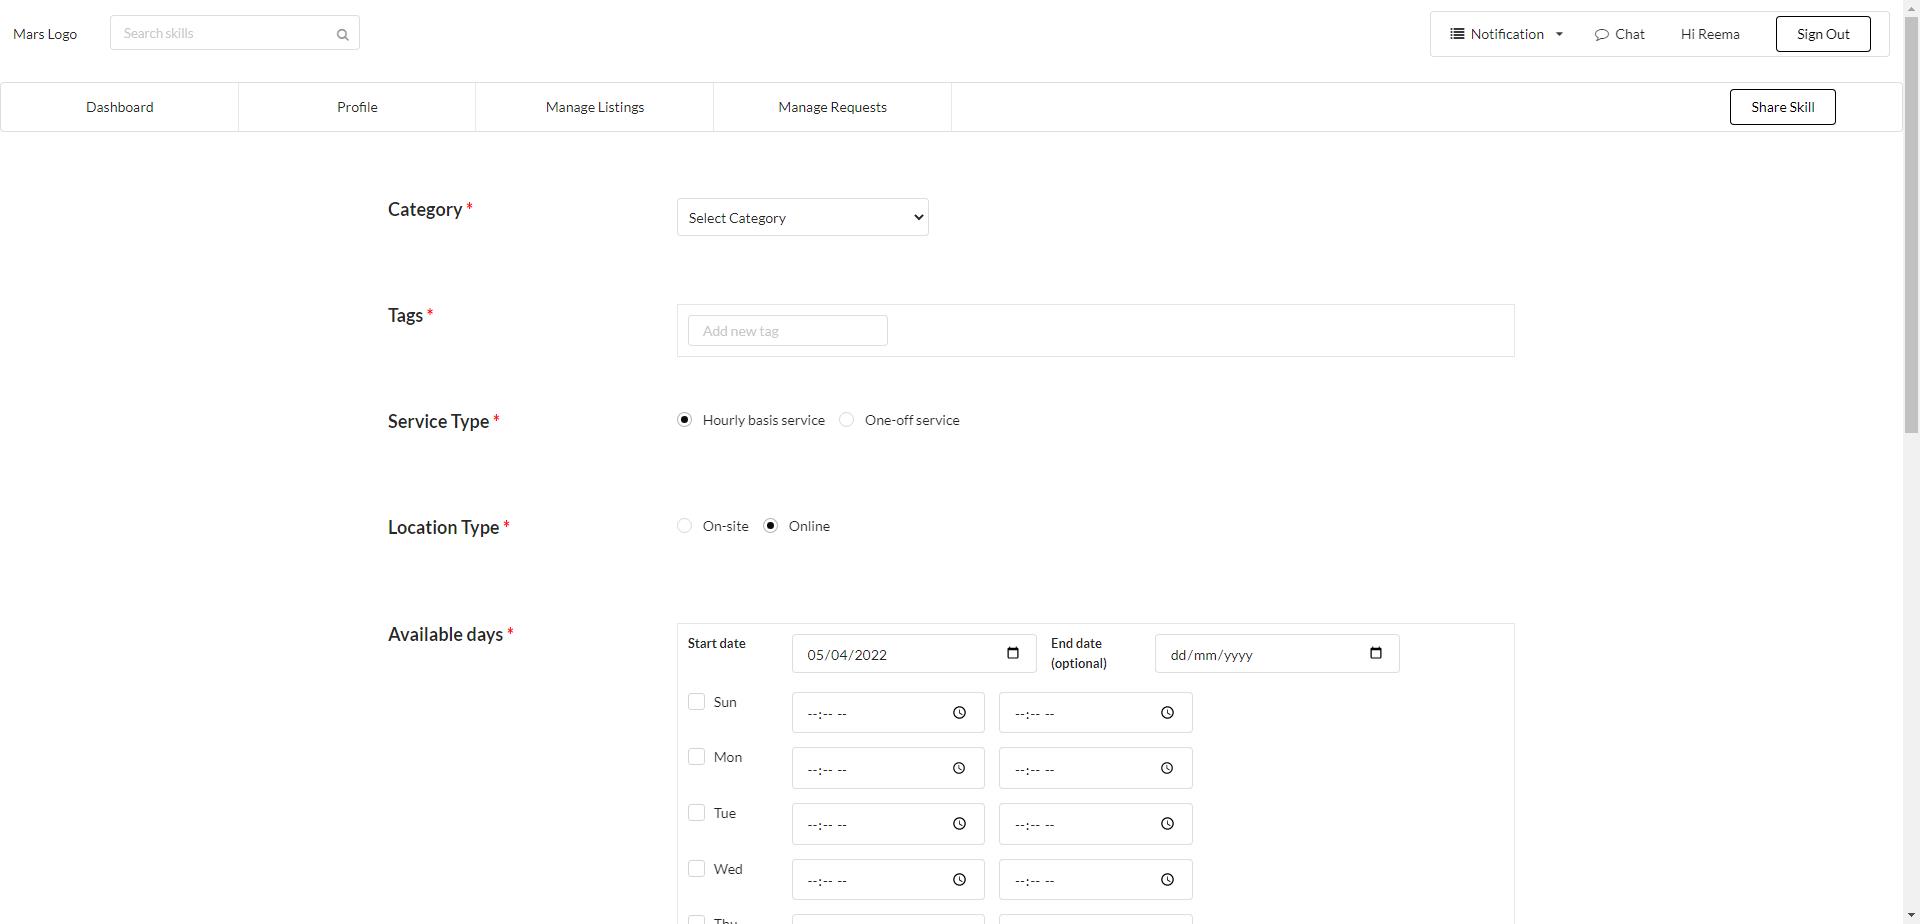 Mars Logo
Search skills
Notification
Chat
Hi Reema
Sign Out
Dashboard
Profile
Manage Listings
Manage Requests
Share Skill
Category *
Select Category
Tags *
Add new tag
Service Type *
Hourly basis service
One-off service
Location Type *
On-site
Online
Available days *
Start date
05/04/2022
End date
(optional)
dd/mm/yyyy
Sun
--:-- --
--:-- --
Mon
--:-- --
--:-- --
Tue
--:-- --
--:-- --
Wed
--:-- --
--:-- --
Thu